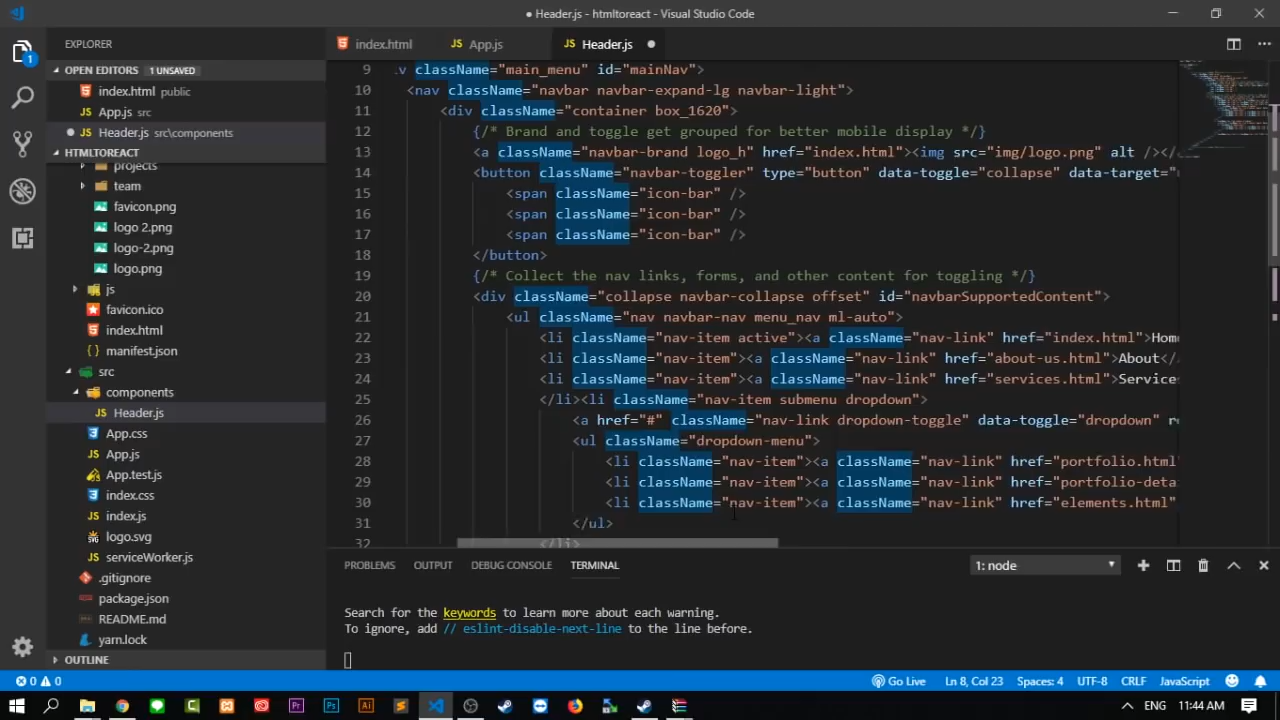 ● Header.js - htmltoreact - Visual Studio Code
EXPLORER
OPEN EDITORS 1 UNSAVED
index.html public
App.js src
Header.js src\components
HTMLTOREACT
projects
team
favicon.png
logo 2.png
logo-2.png
logo.png
js
favicon.ico
index.html
manifest.json
src
components
Header.js
App.css
App.js
App.test.js
index.css
index.js
logo.svg
serviceWorker.js
.gitignore
package.json
README.md
yarn.lock
OUTLINE
index.html App.js Header.js
9 .v className="main_menu" id="mainNav">
10 <nav className="navbar navbar-expand-lg navbar-light">
11 <div className="container box_1620">
12 {/* Brand and toggle get grouped for better mobile display */}
13 <a className="navbar-brand logo_h" href="index.html"><img src="img/logo.png" alt /></
14 <button className="navbar-toggler" type="button" data-toggle="collapse" data-target="
15 <span className="icon-bar" />
16 <span className="icon-bar" />
17 <span className="icon-bar" />
18 </button>
19 {/* Collect the nav links, forms, and other content for toggling */}
20 <div className="collapse navbar-collapse offset" id="navbarSupportedContent">
21 <ul className="nav navbar-nav menu_nav ml-auto">
22 <li className="nav-item active"><a className="nav-link" href="index.html">Hom
23 <li className="nav-item"><a className="nav-link" href="about-us.html">About</
24 <li className="nav-item"><a className="nav-link" href="services.html">Service
25 </li><li className="nav-item submenu dropdown">
26 <a href="#" className="nav-link dropdown-toggle" data-toggle="dropdown" r
27 <ul className="dropdown-menu">
28 <li className="nav-item"><a className="nav-link" href="portfolio.html
29 <li className="nav-item"><a className="nav-link" href="portfolio-deta
30 <li className="nav-item"><a className="nav-link" href="elements.html"
31 </ul>
32 </li>
PROBLEMS OUTPUT DEBUG CONSOLE TERMINAL 1: node
Search for the keywords to learn more about each warning.
To ignore, add // eslint-disable-next-line to the line before.
0 0 Go Live Ln 8, Col 23 Spaces: 4 UTF-8 CRLF JavaScript
ENG 11:44 AM